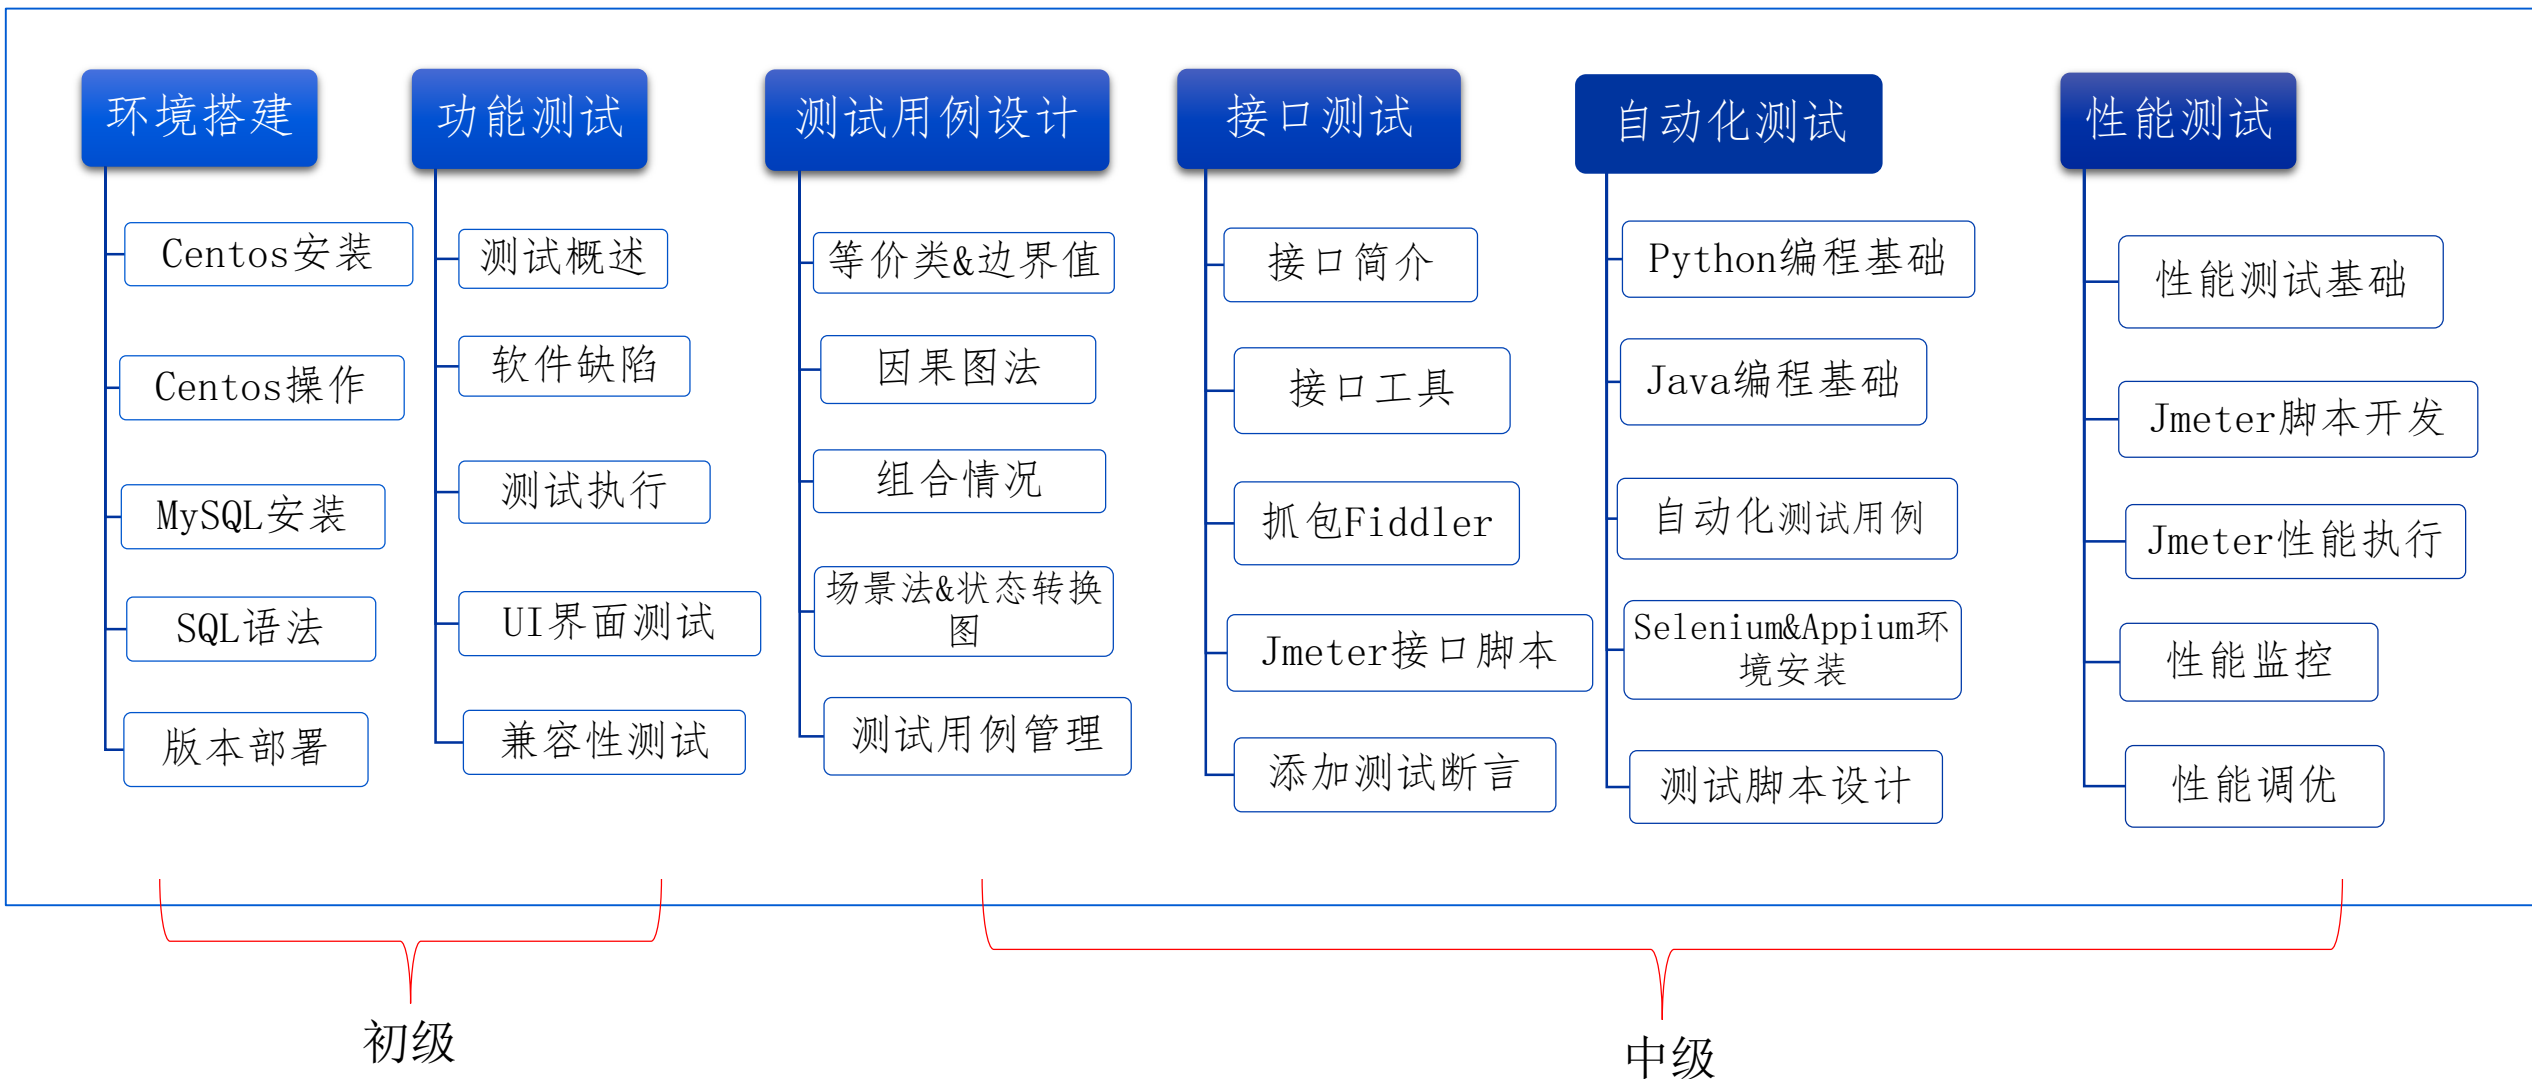 环境搭建
Centos安装
Centos操作
MySQL安装
SQL语法
版本部署
功能测试
测试概述
软件缺陷
测试执行
UI界面测试
兼容性测试
测试用例设计
等价类&边界值
因果图法
组合情况
场景法&状态转换
图
测试用例管理
接口测试
接口简介
接口工具
抓包Fiddler
Jmeter接口脚本
添加测试断言
自动化测试
Python编程基础
Java编程基础
自动化测试用例
Selenium&Appium环
境安装
测试脚本设计
性能测试
性能测试基础
Jmeter脚本开发
Jmeter性能执行
性能监控
性能调优
初级
中级